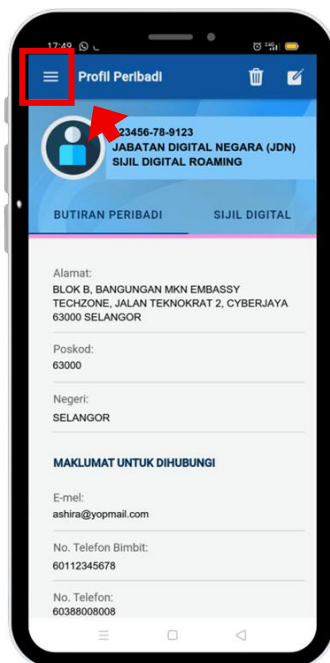 17:49
Profil Peribadi
23456-78-9123
JABATAN DIGITAL NEGARA (JDN)
SIJIL DIGITAL ROAMING
BUTIRAN PERIBADI SIJIL DIGITAL
Alamat:
BLOK B, BANGUNGAN MKN EMBASSY
TECHZONE, JALAN TEKNOKRAT 2, CYBERJAYA
63000 SELANGOR
Poskod:
63000
Negeri:
SELANGOR
MAKLUMAT UNTUK DIHUBUNGI
E-mel:
ashira@yopmail.com
No. Telefon Bimbit:
60112345678
No. Telefon:
60388008008